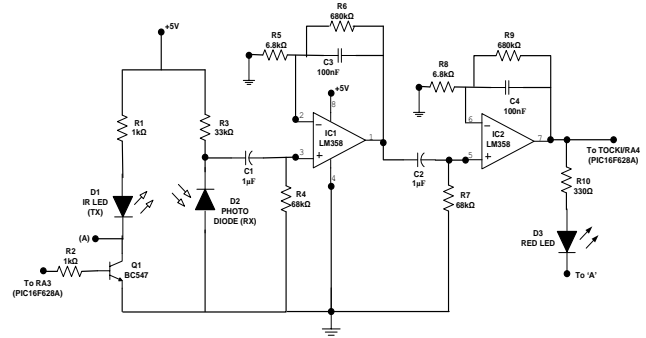 +5V
R1
1kΩ
R3
33kΩ
D1
IR LED
(TX)
(A)
R2
1kΩ
To RA3
(PIC16F628A)
Q1
BC547
D2
PHOTO
DIODE (RX)
C1
1µF
R4
68kΩ
R5
6.8kΩ
R6
680kΩ
C3
100nF
+5V
8
2
3
1
4
IC1
LM358
C2
1µF
R7
68kΩ
R8
6.8kΩ
R9
680kΩ
C4
100nF
6
5
7
IC2
LM358
To TOCKI/RA4
(PIC16F628A)
R10
330Ω
D3
RED LED
To 'A'